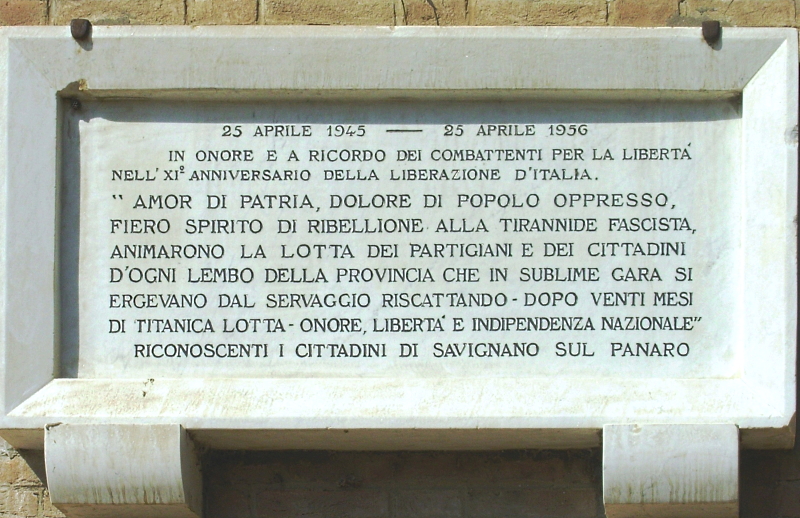 25 APRILE 1945 — 25 APRILE 1956
IN ONORE E A RICORDO DEI COMBATTENTI PER LA LIBERTA'
NELL'XIº ANNIVERSARIO DELLA LIBERAZIONE D'ITALIA.
"AMOR DI PATRIA, DOLORE DI POPOLO OPPRESSO,
FIERO SPIRITO DI RIBELLIONE ALLA TIRANNIDE FASCISTA,
ANIMARONO LA LOTTA DEI PARTIGIANI E DEI CITTADINI
D'OGNI LEMBO DELLA PROVINCIA CHE IN SUBLIME GARA SI
ERGEVANO DAL SERVAGGIO RISCATTANDO - DOPO VENTI MESI
DI TITANICA LOTTA - ONORE, LIBERTA' E INDIPENDENZA NAZIONALE"
RICONOSCENTI I CITTADINI DI SAVIGNANO SUL PANARO